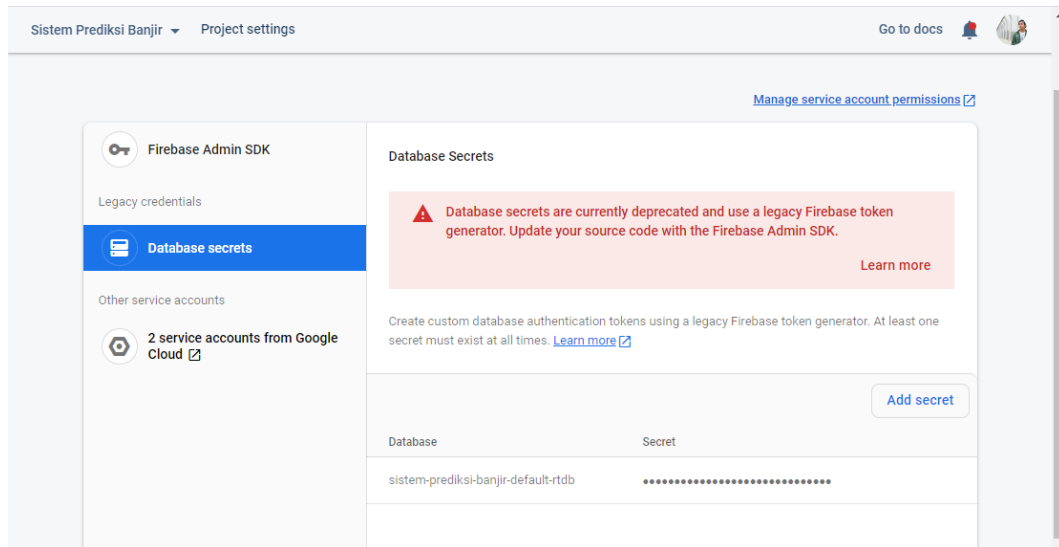 Sistem Prediksi Banjir Project settings Go to docs
Manage service account permissions
Firebase Admin SDK
Legacy credentials
Database secrets
Other service accounts
2 service accounts from Google
Cloud
Database Secrets
Database secrets are currently deprecated and use a legacy Firebase token
generator. Update your source code with the Firebase Admin SDK.
Learn more
Create custom database authentication tokens using a legacy Firebase token generator. At least one
secret must exist at all times. Learn more
Add secret
Database Secret
sistem-prediksi-banjir-default-rtdb ••••••••••••••••••••••••••••••